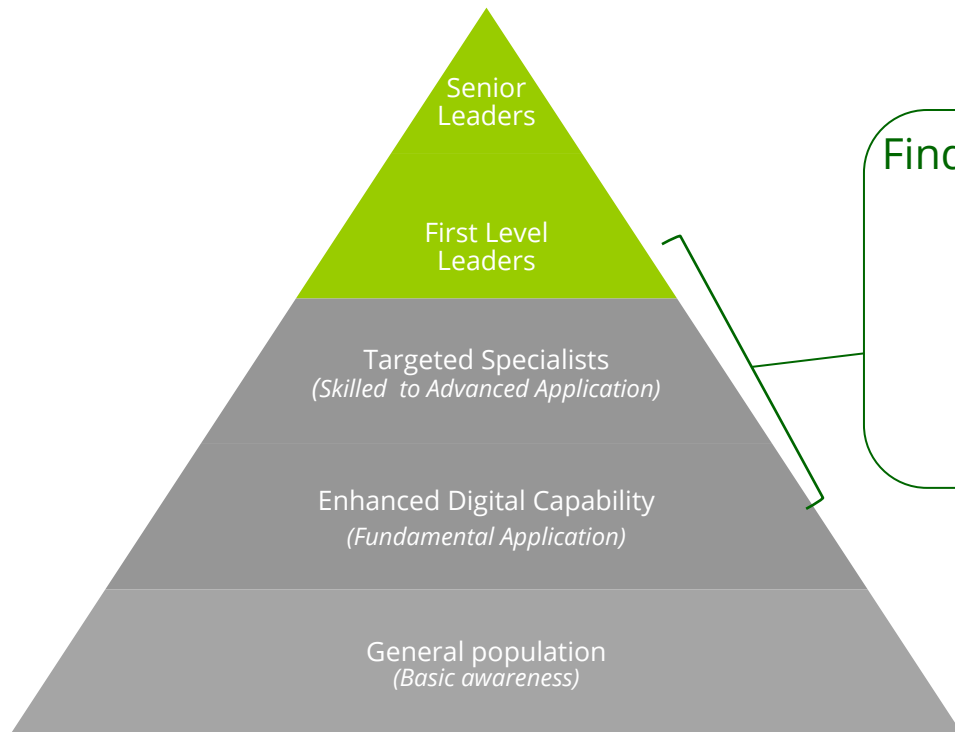 Senior
Leaders
First Level
Leaders
Targeted Specialists
(Skilled to Advanced Application)
Enhanced Digital Capability
(Fundamental Application)
General population
(Basic awareness)